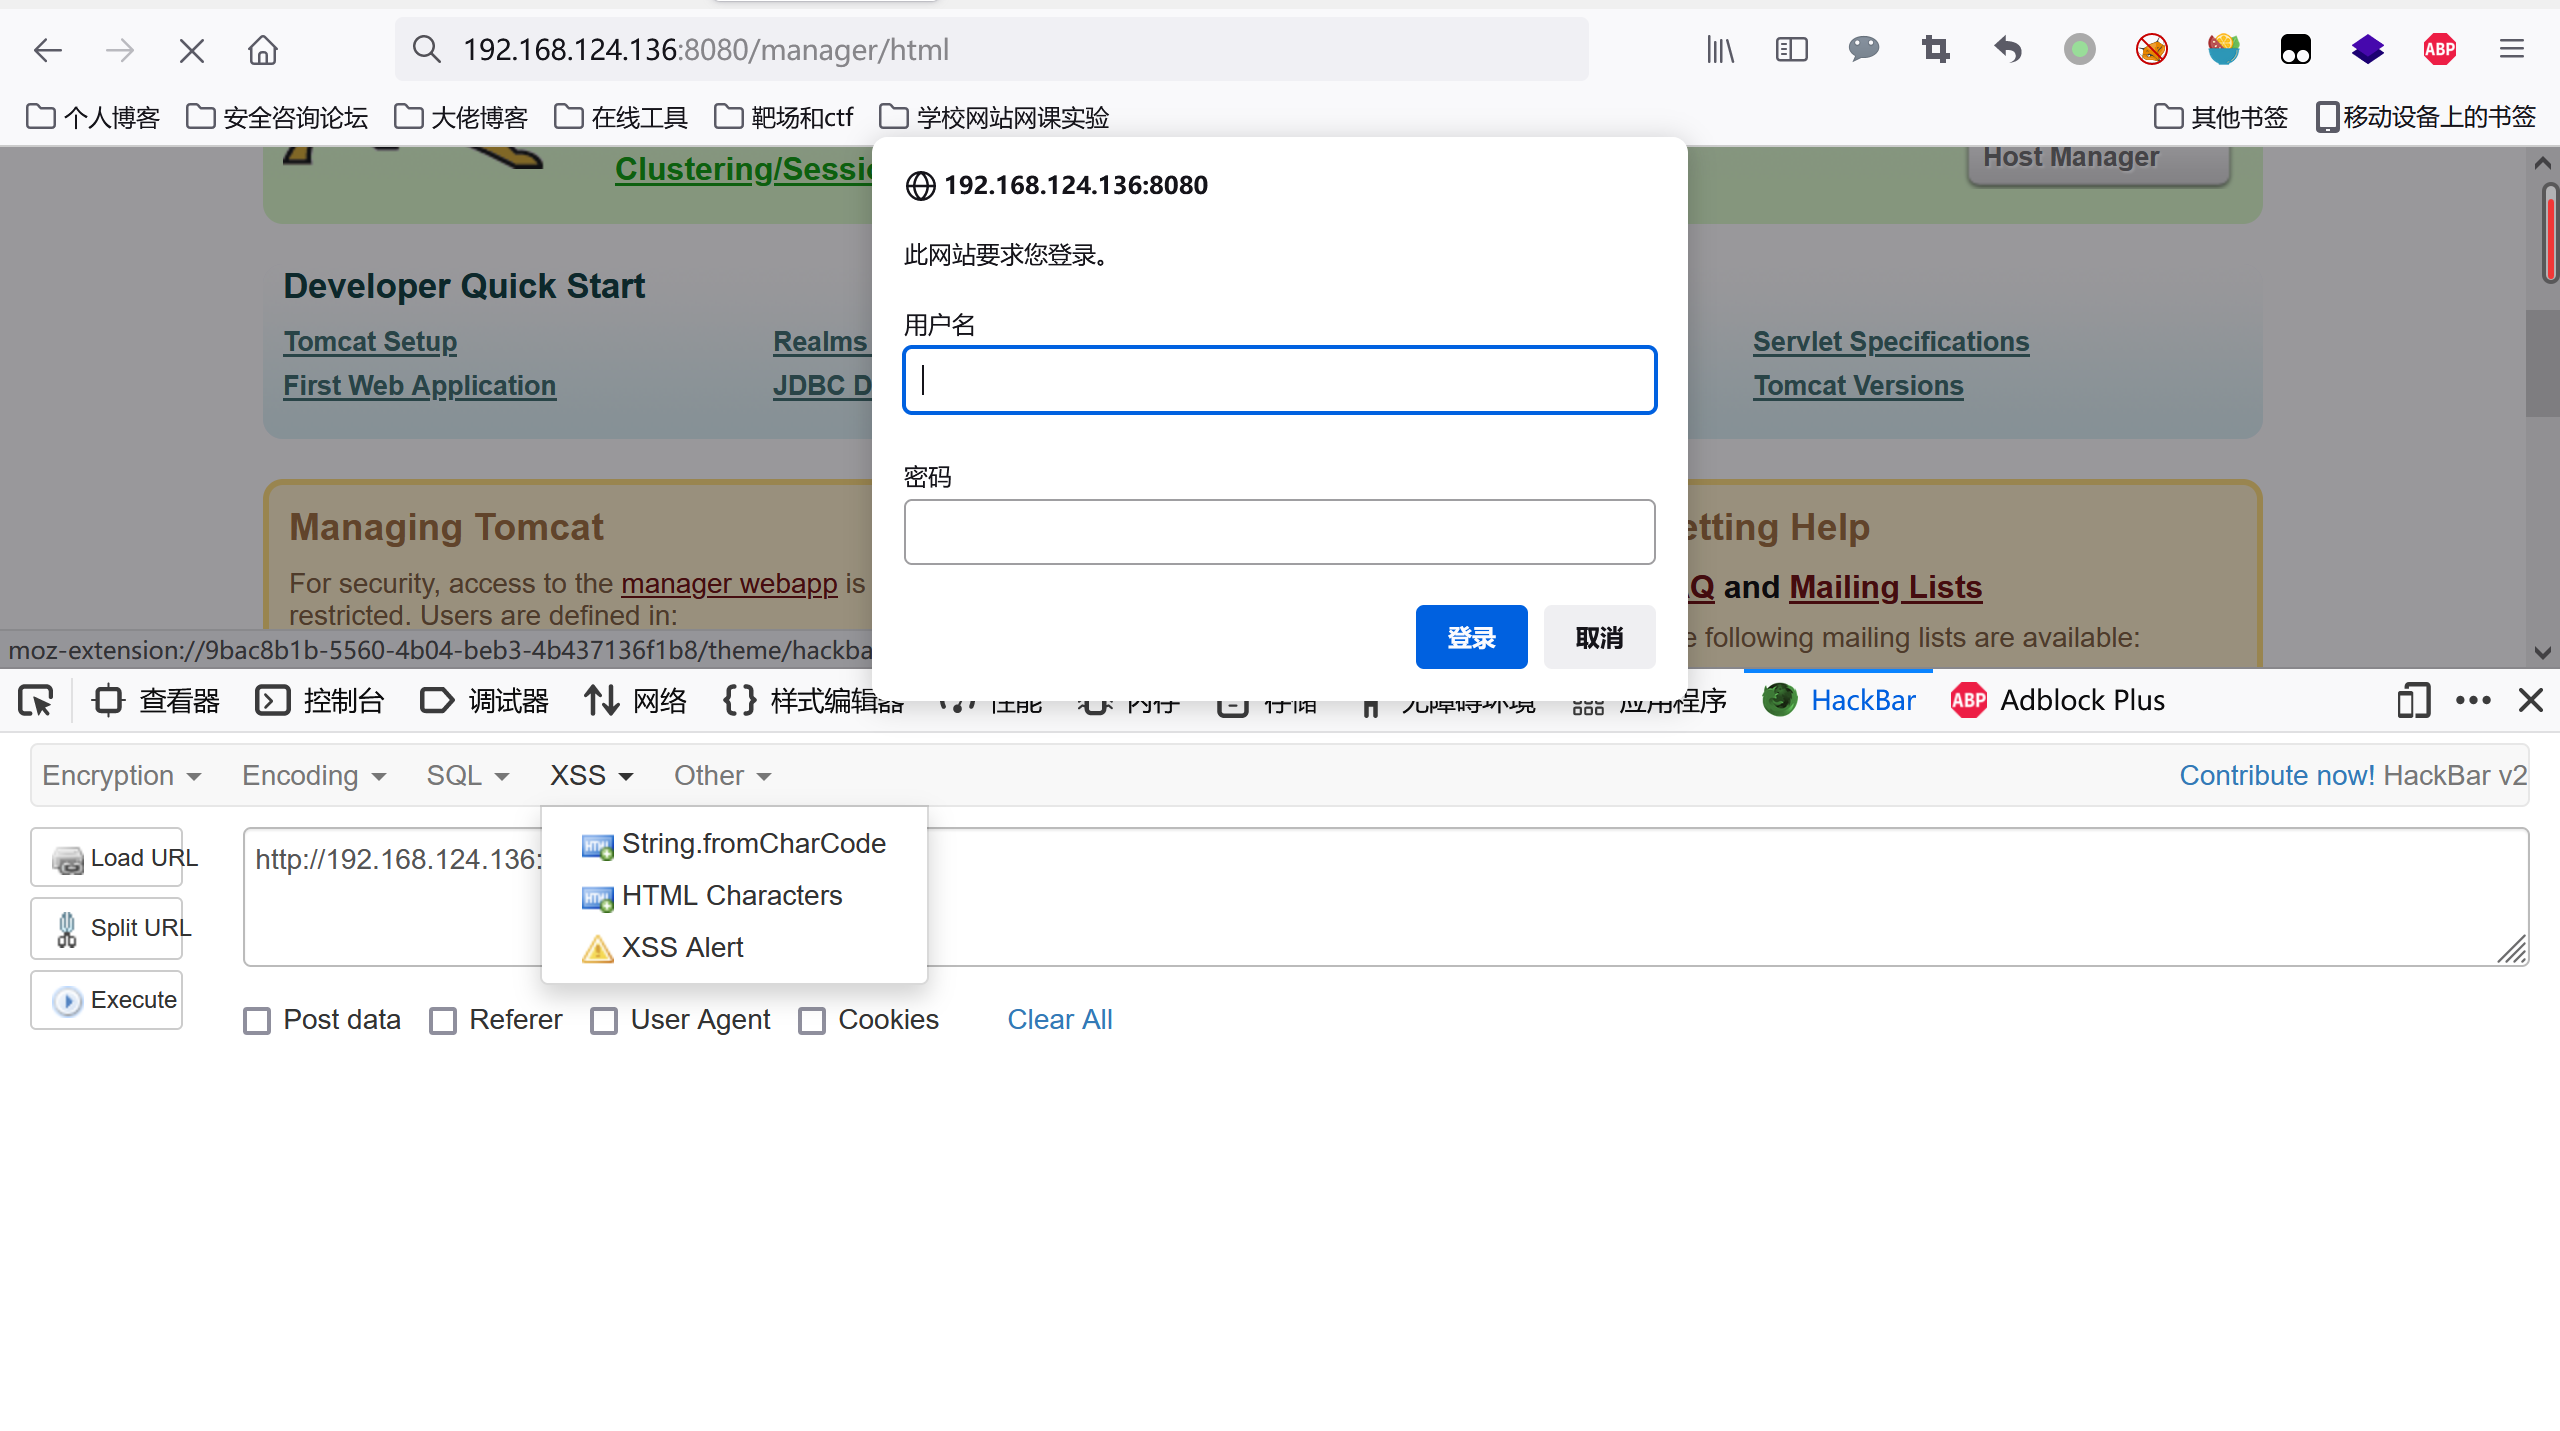 192.168.124.136:8080/manager/html
ABP
个人博客 安全咨询论坛 大佬博客 在线工具 靶场和ctf 学校网站网课实验 其他书签 移动设备上的书签
Clustering/Sessi
Host Manager
192.168.124.136:8080
此网站要求您登录。
用户名
密码
登录 取消
Developer Quick Start
Tomcat Setup Realms Servlet Specifications
First Web Application JDBC D Tomcat Versions
Managing Tomcat
For security, access to the manager webapp is
restricted. Users are defined in:
etting Help
Q and Mailing Lists
e following mailing lists are available:
moz-extension://9bac8b1b-5560-4b04-beb3-4b437136f1b8/theme/hackba
查看器 控制台 调试器 网络 样式编辑器 性能 内存 存储 无障碍环境 应用程序 HackBar ABP Adblock Plus
Encryption Encoding SQL XSS Other Contribute now! HackBar v2
Load URL
http://192.168.124.136:
String.fromCharCode
HTML Characters
XSS Alert
Split URL
Execute
Post data Referer User Agent Cookies Clear All